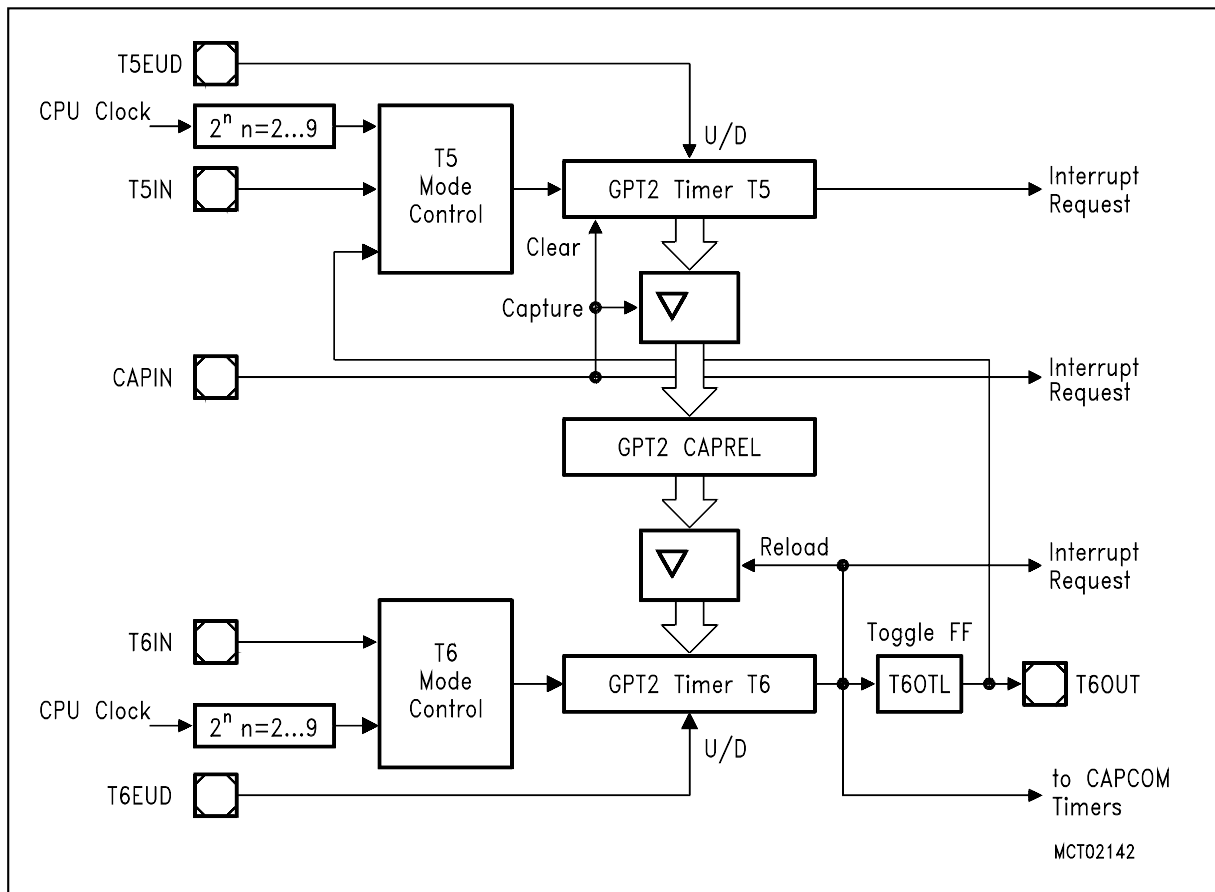 T5EUD
CPU Clock
2ⁿ n=2...9
T5IN
T5
Mode
Control
U/D
GPT2 Timer T5
Interrupt
Request
Clear
Capture
CAPIN
Interrupt
Request
GPT2 CAPREL
Reload
Interrupt
Request
T6IN
T6
Mode
Control
Toggle FF
GPT2 Timer T6
T6OTL
T6OUT
CPU Clock
2ⁿ n=2...9
U/D
T6EUD
to CAPCOM
Timers
MCT02142